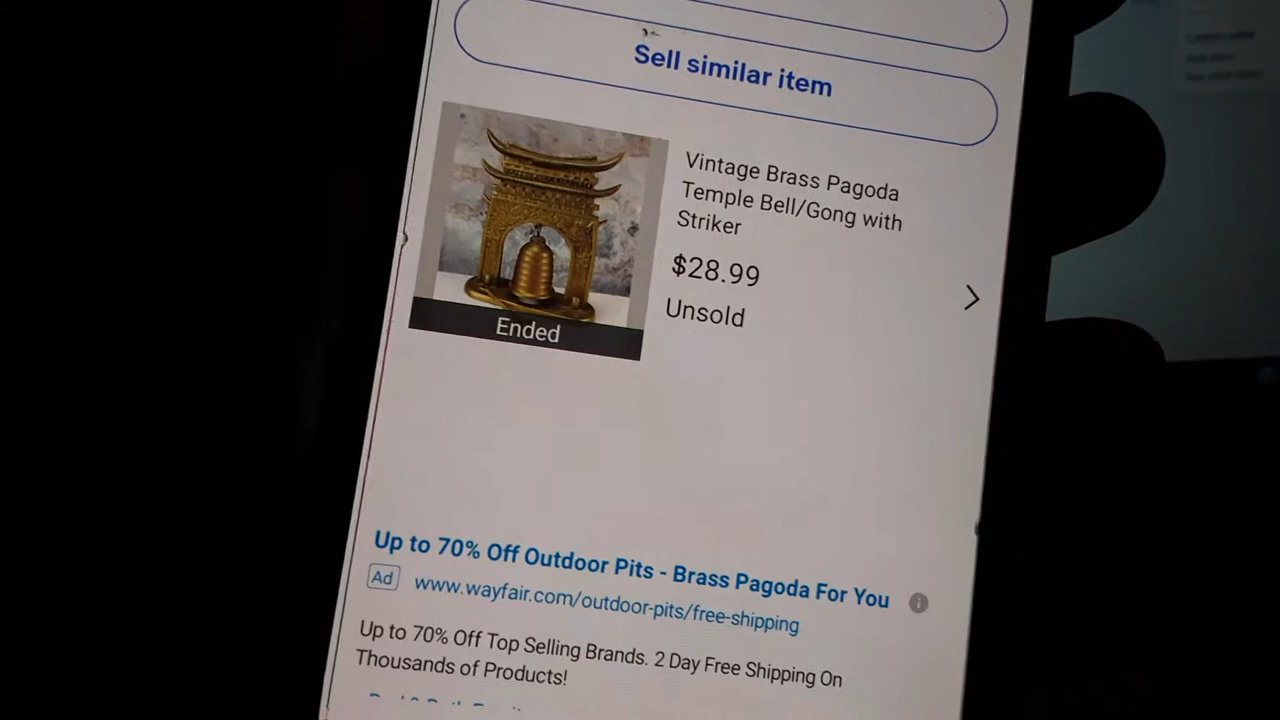 Sell similar item
Vintage Brass Pagoda
Temple Bell/Gong with
Striker
$28.99
Unsold
Ended
Up to 70% Off Outdoor Pits - Brass Pagoda For You
Ad www.wayfair.com/outdoor-pits/free-shipping
Up to 70% Off Top Selling Brands. 2 Day Free Shipping On
Thousands of Products!